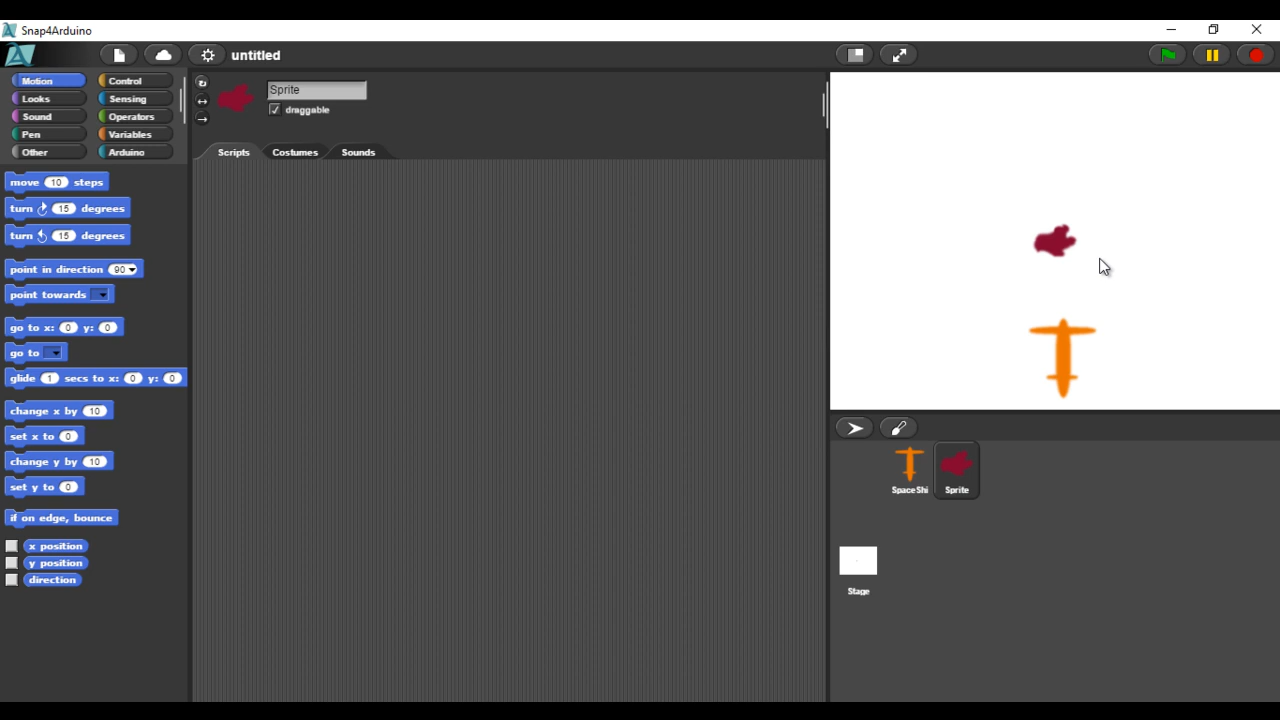 Snap4Arduino
untitled
Motion
Control
Looks
Sensing
Sound
Operators
Pen
Variables
Other
Arduino
Sprite
draggable
Scripts
Costumes
Sounds
move 10 steps
turn 15 degrees
turn 15 degrees
point in direction 90
point towards
go to x: 0 y: 0
go to
glide 1 secs to x: 0 y: 0
change x by 10
set x to 0
change y by 10
set y to 0
if on edge, bounce
x position
y position
direction
SpaceShi
Sprite
Stage